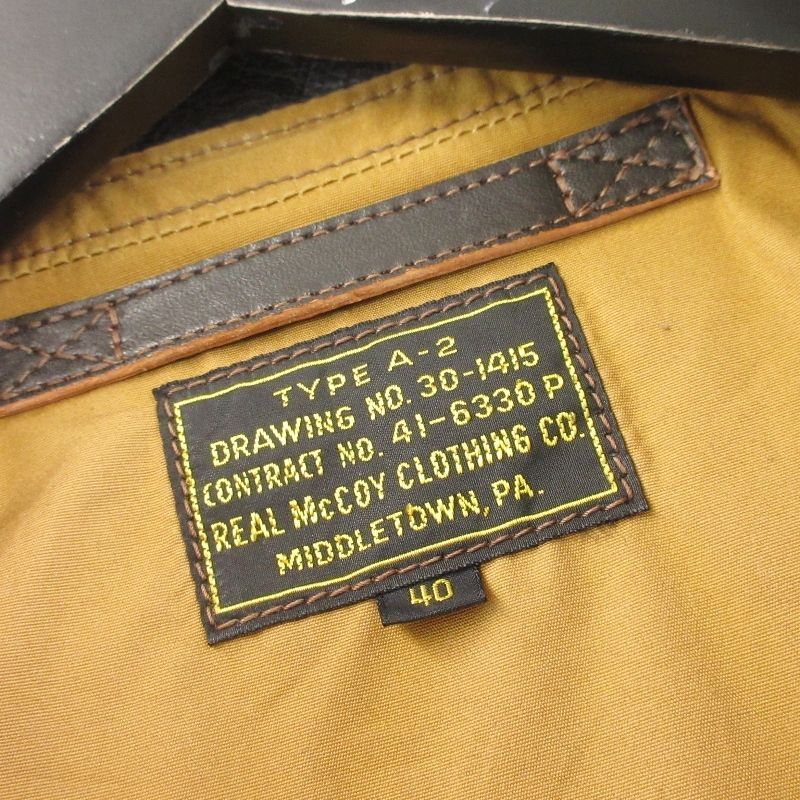 TYPE A-2
DRAWING NO. 30-1415
CONTRACT NO. 41-6330 P
REAL McCOY CLOTHING CO.
MIDDLETOWN, PA.
40